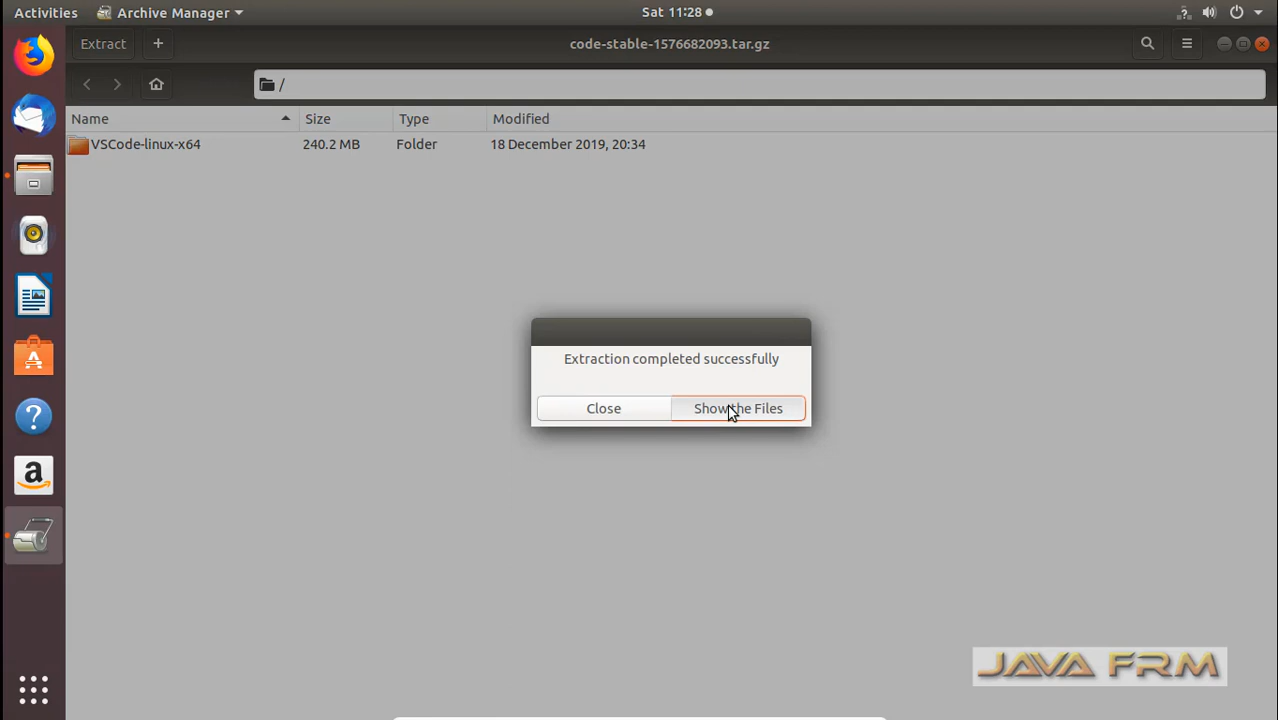 Activities
Archive Manager
Sat 11:28
Extract
code-stable-1576682093.tar.gz
/
Name
Size
Type
Modified
VSCode-linux-x64
240.2 MB
Folder
18 December 2019, 20:34
Extraction completed successfully
Close
Show the Files
JAVA FRM